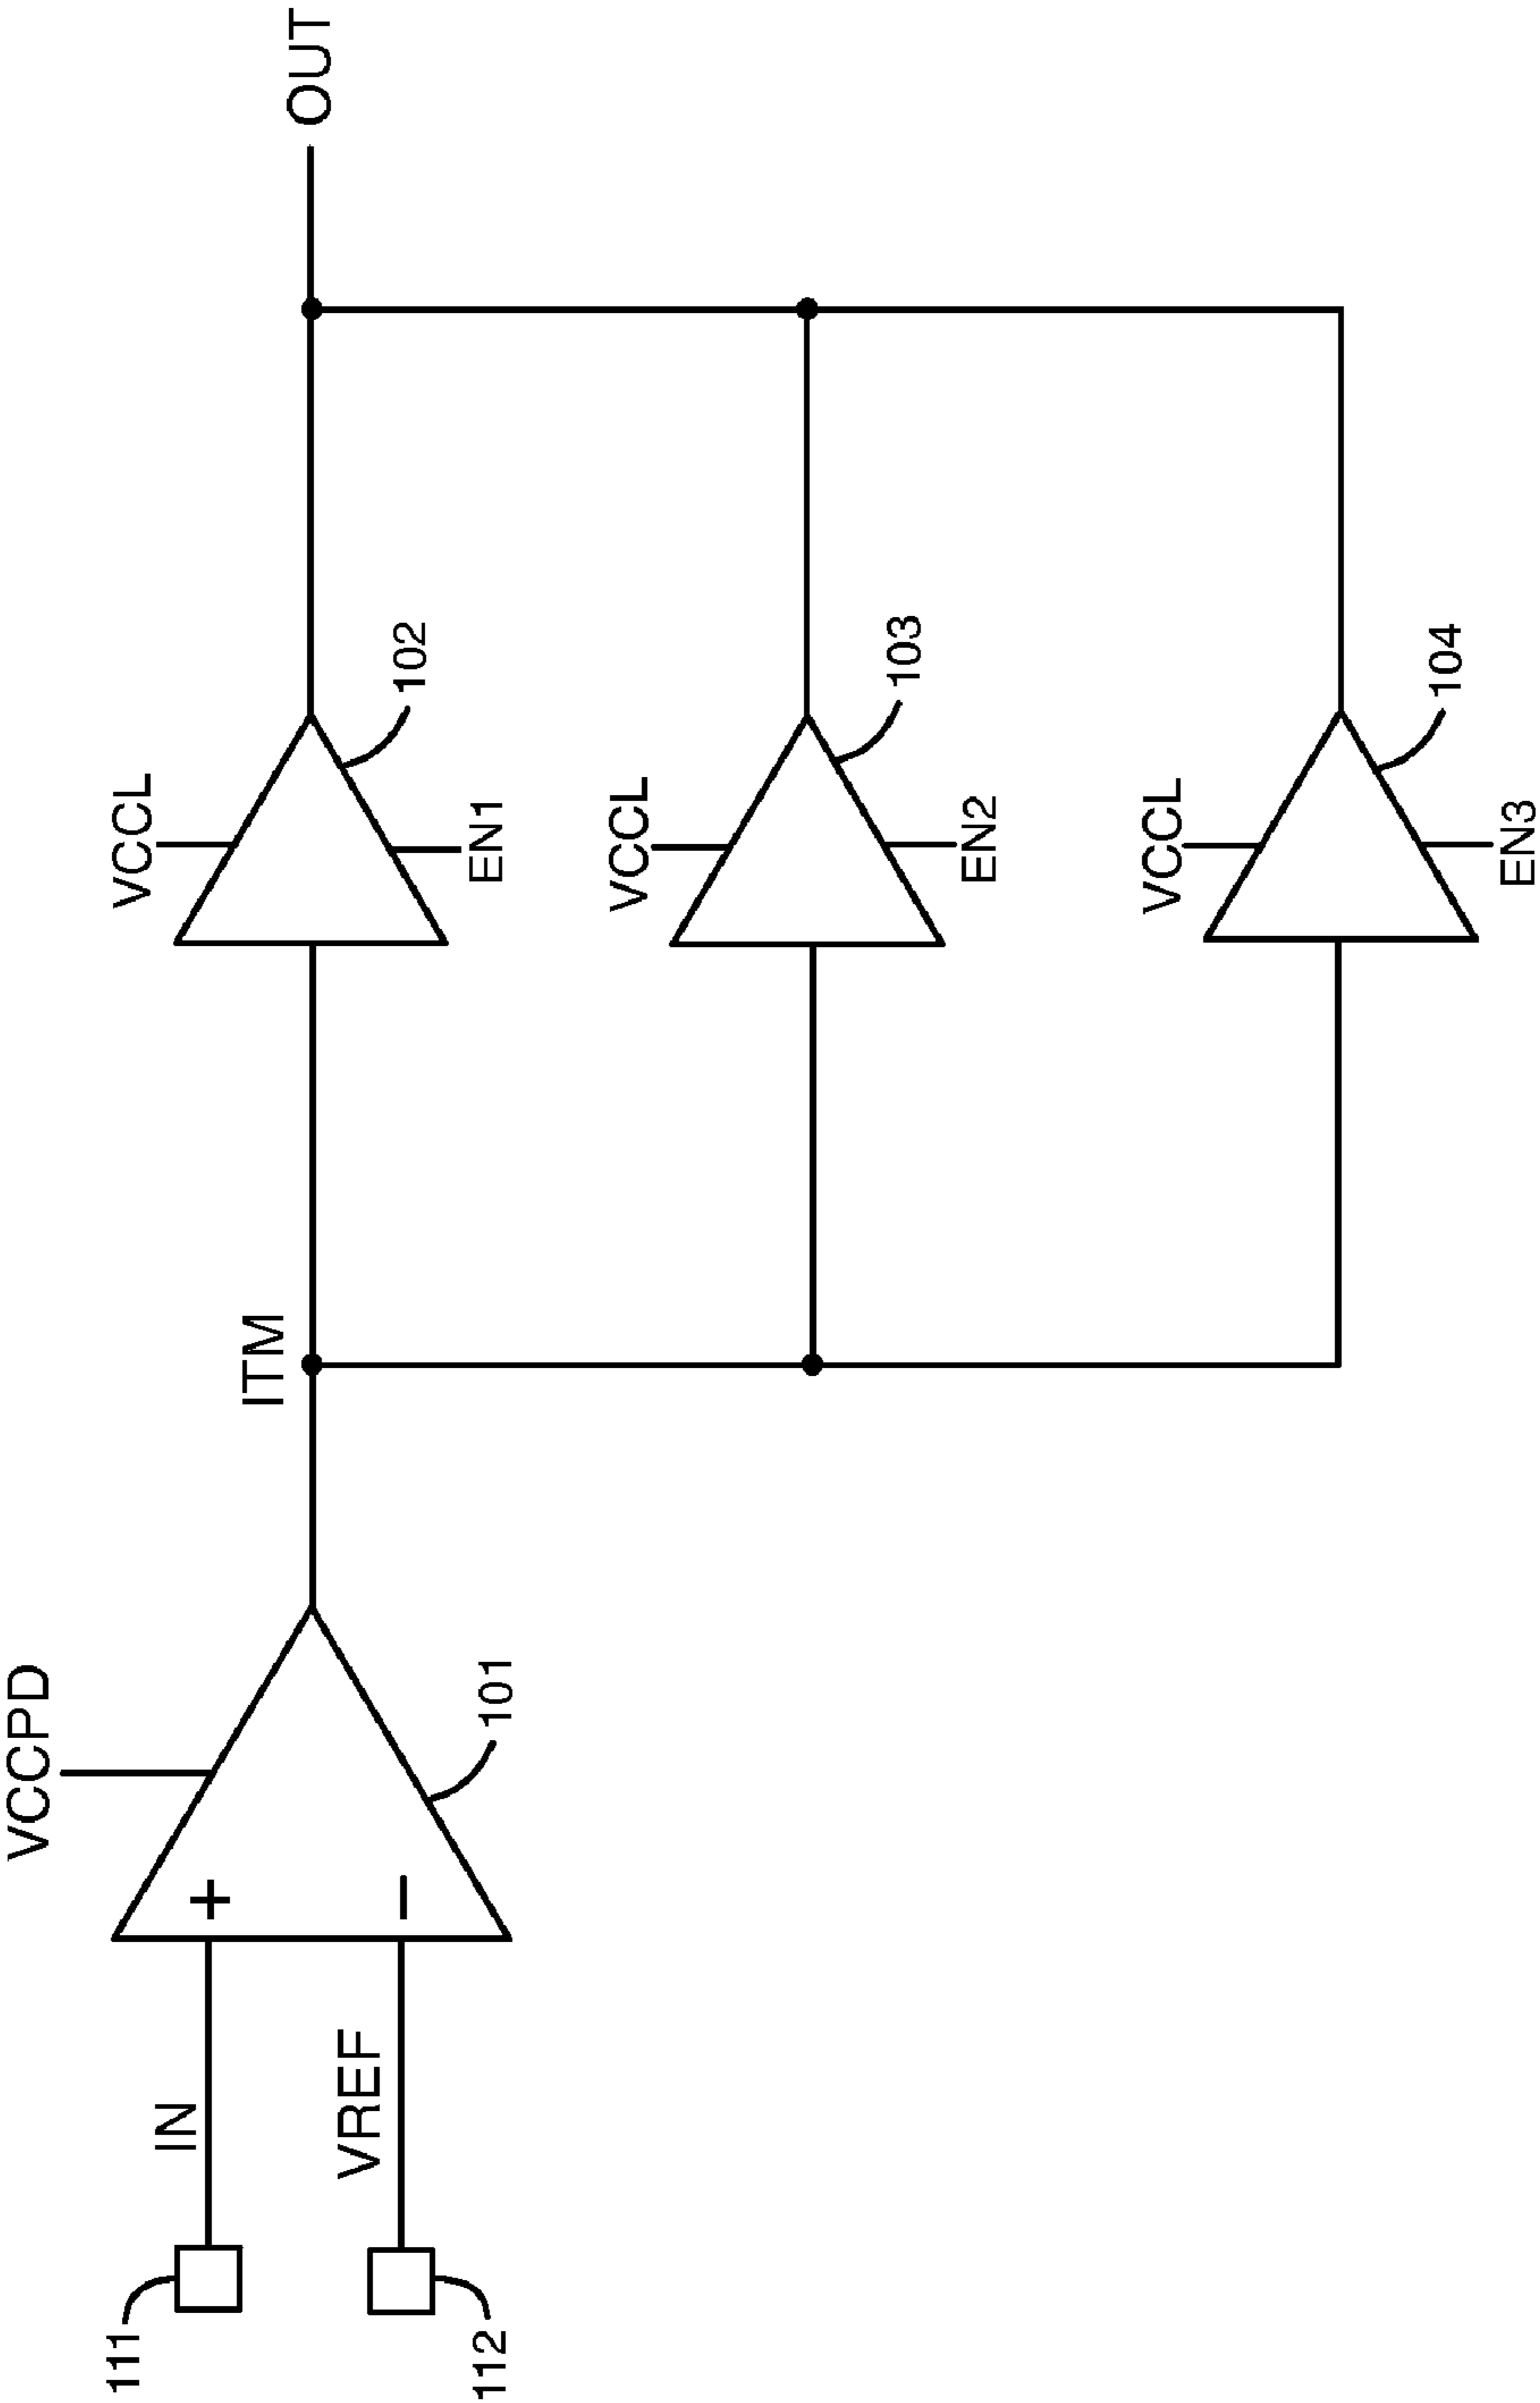 VCCPD
IN
111
+
101
VREF
−
112
ITM
VCCL
102
EN1
OUT
VCCL
103
EN2
VCCL
104
EN3